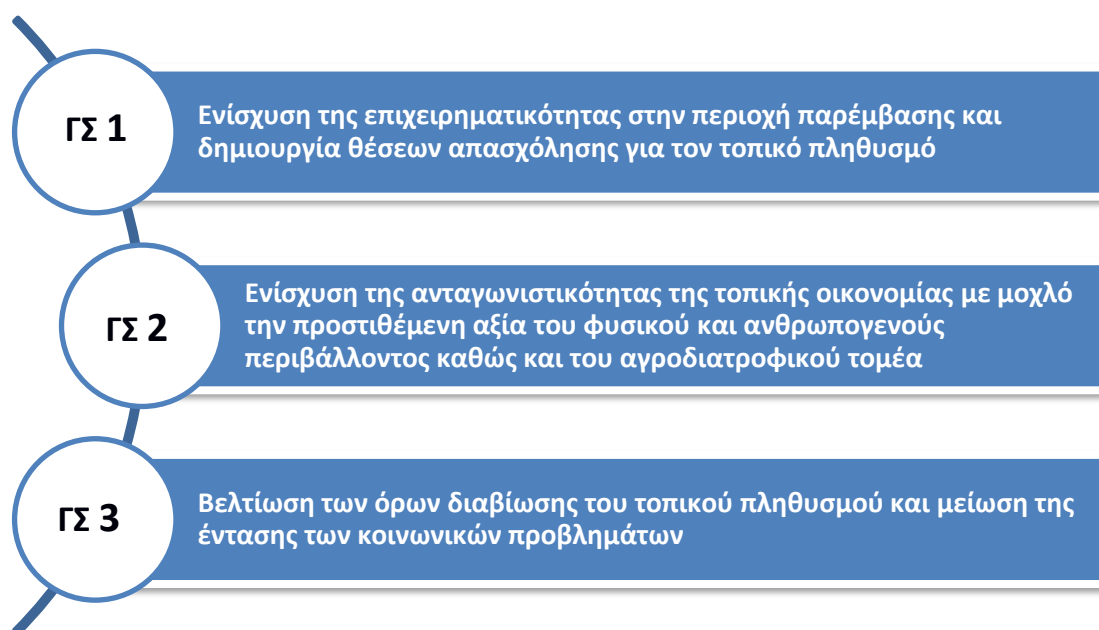 ΓΣ 1
Ενίσχυση της επιχειρηματικότητας στην περιοχή παρέμβασης και
δημιουργία θέσεων απασχόλησης για τον τοπικό πληθυσμό
ΓΣ 2
Ενίσχυση της ανταγωνιστικότητας της τοπικής οικονομίας με μοχλό
την προστιθέμενη αξία του φυσικού και ανθρωπογενούς
περιβάλλοντος καθώς και του αγροδιατροφικού τομέα
ΓΣ 3
Βελτίωση των όρων διαβίωσης του τοπικού πληθυσμού και μείωση της
έντασης των κοινωνικών προβλημάτων